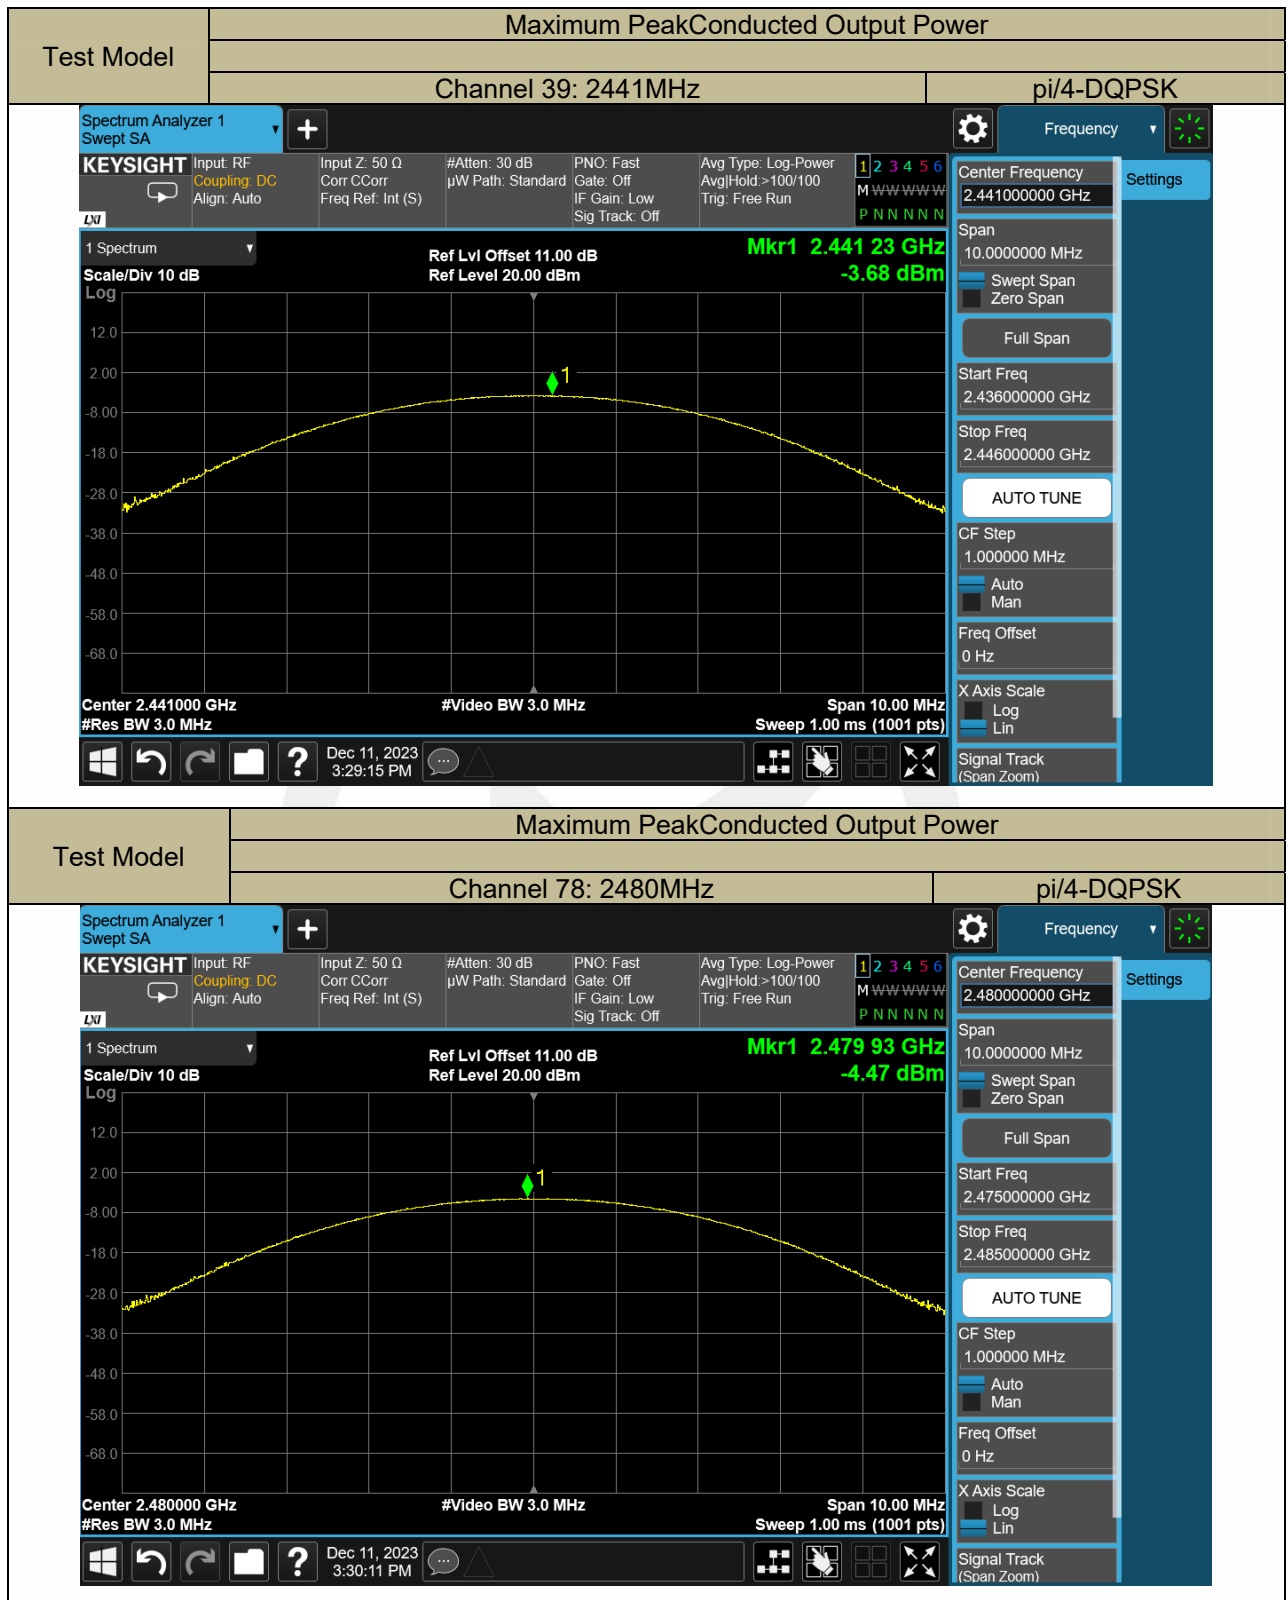 Test Model
Maximum PeakConducted Output Power
Channel 39: 2441MHz
pi/4-DQPSK
Spectrum Analyzer 1
Swept SA
+
Frequency
KEYSIGHT
LXI
Input: RF
Coupling: DC
Align: Auto
Input Z: 50 Ω
Corr CCorr
Freq Ref: Int (S)
#Atten: 30 dB
µW Path: Standard
PNO: Fast
Gate: Off
IF Gain: Low
Sig Track: Off
Avg Type: Log-Power
Avg|Hold:>100/100
Trig: Free Run
1 2 3 4 5 6
M W W W W W
P N N N N N
Center Frequency
2.441000000 GHz
Settings
Span
10.0000000 MHz
Swept Span
Zero Span
Full Span
Start Freq
2.436000000 GHz
Stop Freq
2.446000000 GHz
AUTO TUNE
CF Step
1.000000 MHz
Auto
Man
Freq Offset
0 Hz
X Axis Scale
Log
Lin
Signal Track
(Span Zoom)
1 Spectrum
Scale/Div 10 dB
Log
Ref Lvl Offset 11.00 dB
Ref Level 20.00 dBm
Mkr1 2.441 23 GHz
-3.68 dBm
1
12.0
2.00
-8.00
-18.0
-28.0
-38.0
-48.0
-58.0
-68.0
Center 2.441000 GHz
#Res BW 3.0 MHz
#Video BW 3.0 MHz
Span 10.00 MHz
Sweep 1.00 ms (1001 pts)
?
Dec 11, 2023
3:29:15 PM
Test Model
Maximum PeakConducted Output Power
Channel 78: 2480MHz
pi/4-DQPSK
Spectrum Analyzer 1
Swept SA
+
Frequency
KEYSIGHT
LXI
Input: RF
Coupling: DC
Align: Auto
Input Z: 50 Ω
Corr CCorr
Freq Ref: Int (S)
#Atten: 30 dB
µW Path: Standard
PNO: Fast
Gate: Off
IF Gain: Low
Sig Track: Off
Avg Type: Log-Power
Avg|Hold:>100/100
Trig: Free Run
1 2 3 4 5 6
M W W W W W
P N N N N N
Center Frequency
2.480000000 GHz
Settings
Span
10.0000000 MHz
Swept Span
Zero Span
Full Span
Start Freq
2.475000000 GHz
Stop Freq
2.485000000 GHz
AUTO TUNE
CF Step
1.000000 MHz
Auto
Man
Freq Offset
0 Hz
X Axis Scale
Log
Lin
Signal Track
(Span Zoom)
1 Spectrum
Scale/Div 10 dB
Log
Ref Lvl Offset 11.00 dB
Ref Level 20.00 dBm
Mkr1 2.479 93 GHz
-4.47 dBm
1
12.0
2.00
-8.00
-18.0
-28.0
-38.0
-48.0
-58.0
-68.0
Center 2.480000 GHz
#Res BW 3.0 MHz
#Video BW 3.0 MHz
Span 10.00 MHz
Sweep 1.00 ms (1001 pts)
?
Dec 11, 2023
3:30:11 PM